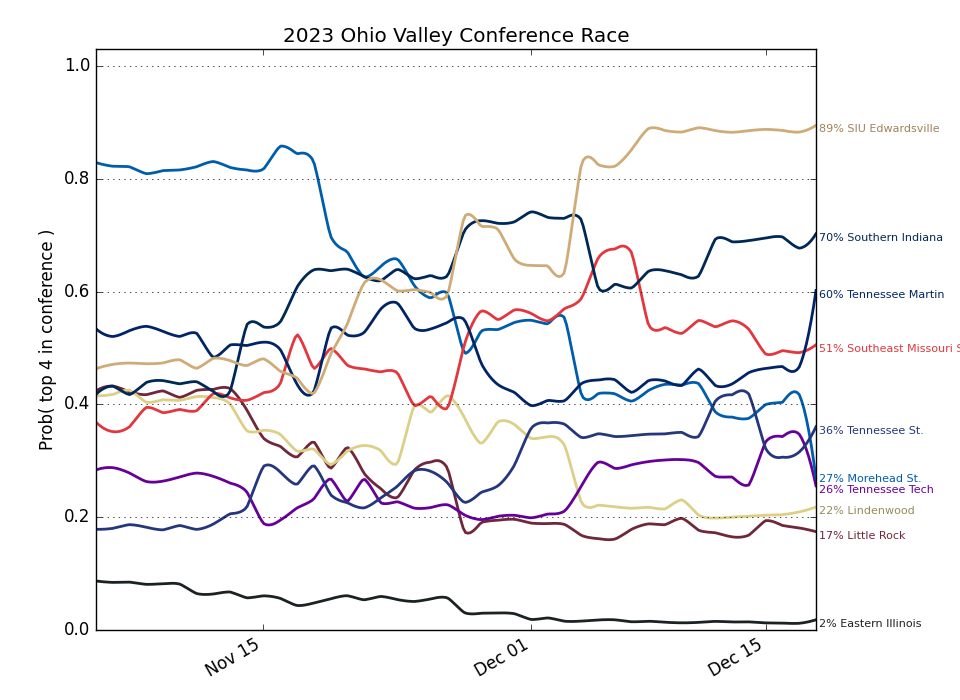 2023 Ohio Valley Conference Race
Prob( top 4 in conference )
1.0
0.8
0.6
0.4
0.2
0.0
Nov 15
Dec 01
Dec 15
89% SIU Edwardsville
70% Southern Indiana
60% Tennessee Martin
51% Southeast Missouri S
36% Tennessee St.
27% Morehead St.
26% Tennessee Tech
22% Lindenwood
17% Little Rock
2% Eastern Illinois